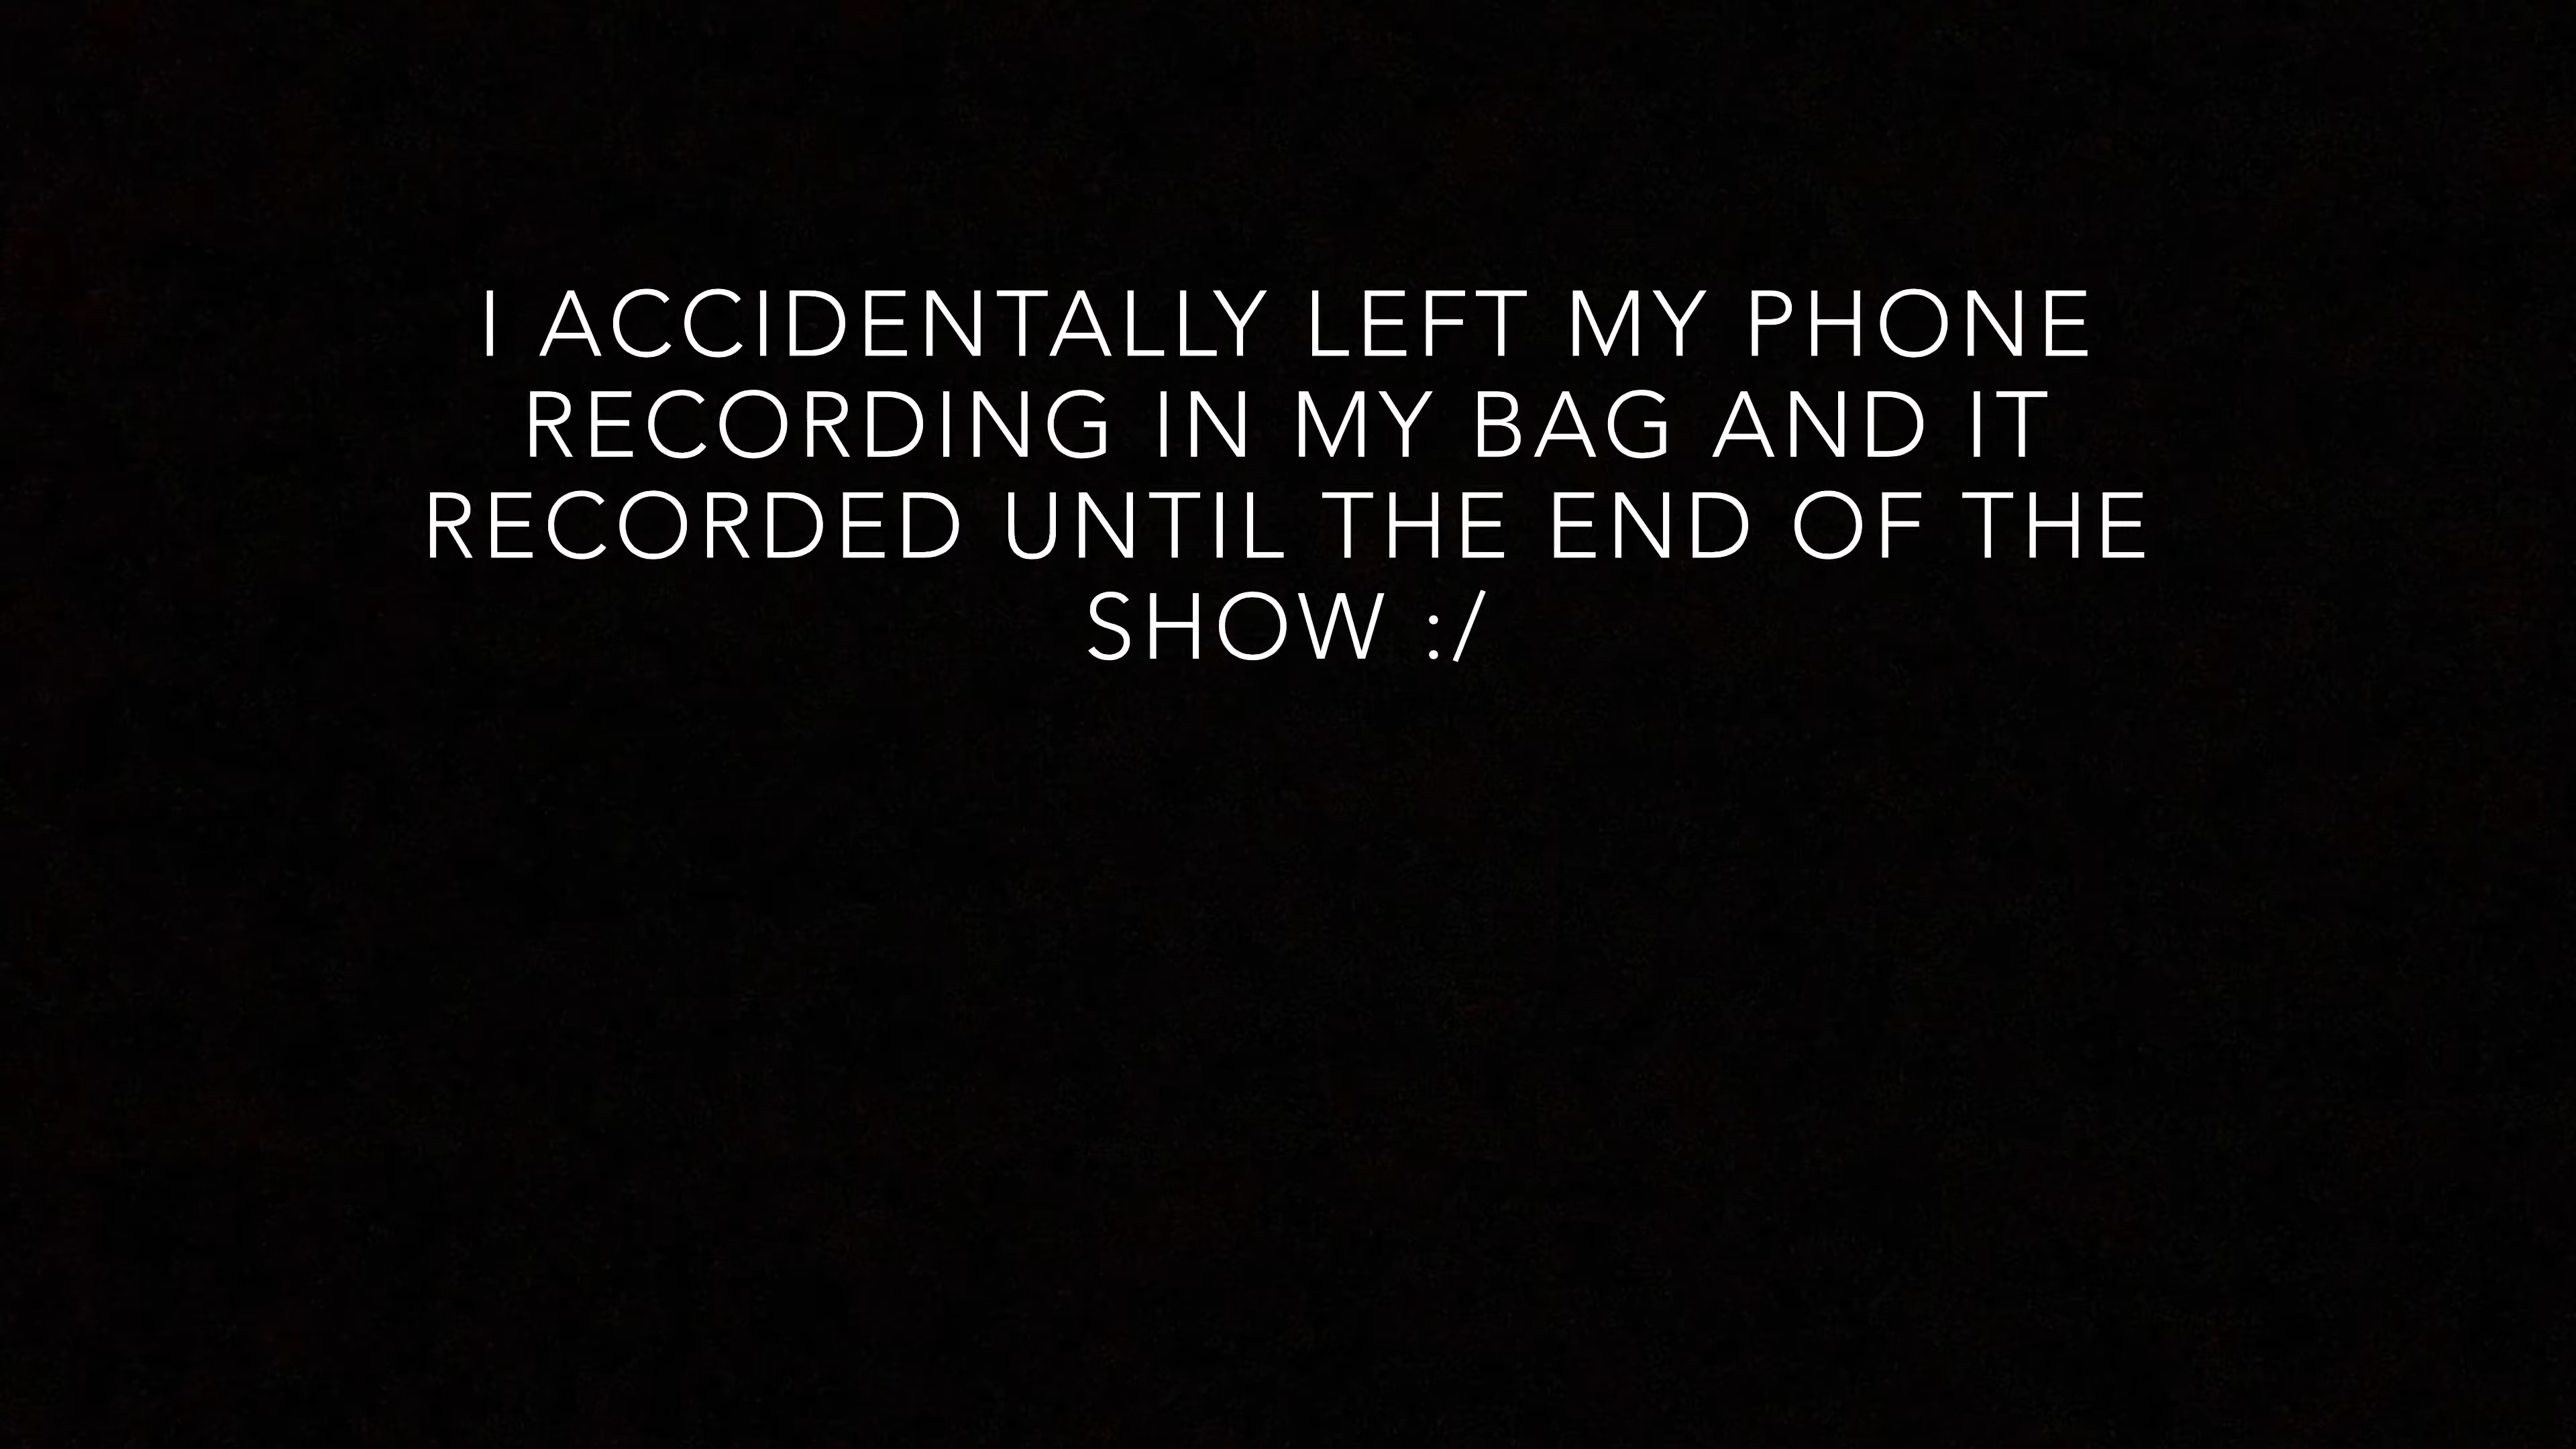 I ACCIDENTALLY LEFT MY PHONE
RECORDING IN MY BAG AND IT
RECORDED UNTIL THE END OF THE
SHOW :/